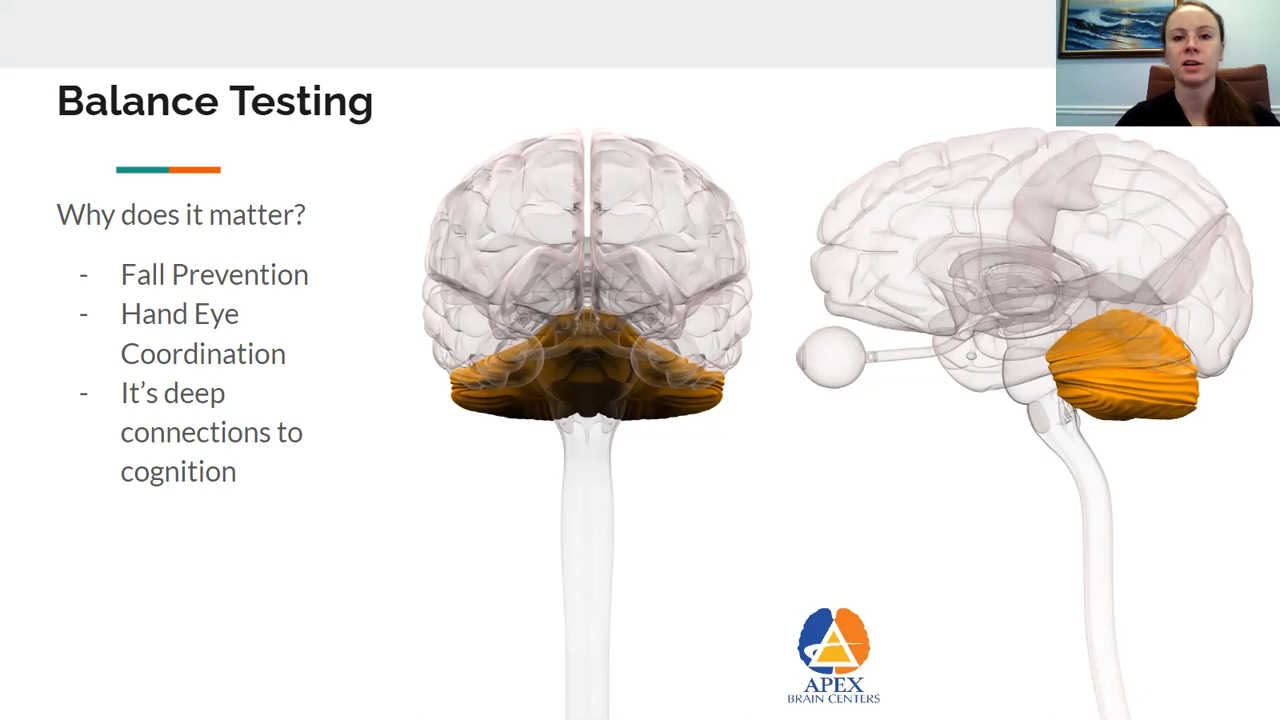 Balance Testing
Why does it matter?
- Fall Prevention
- Hand Eye
Coordination
- It’s deep
connections to
cognition
APEX
BRAIN CENTERS